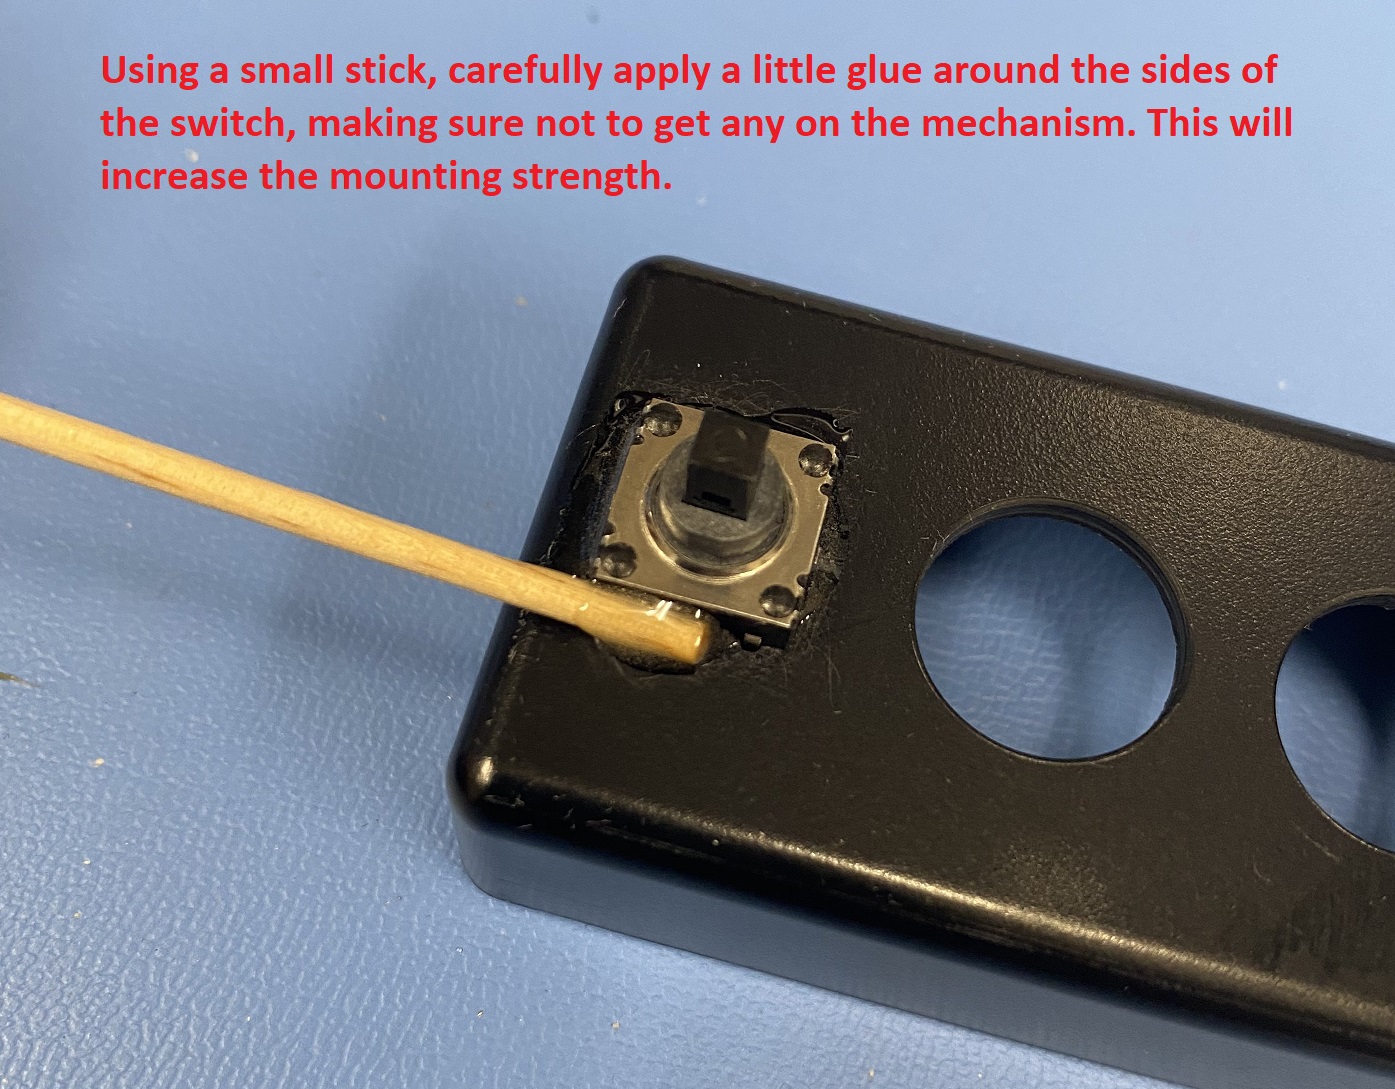 Using a small stick, carefully apply a little glue around the sides of
the switch, making sure not to get any on the mechanism. This will
increase the mounting strength.